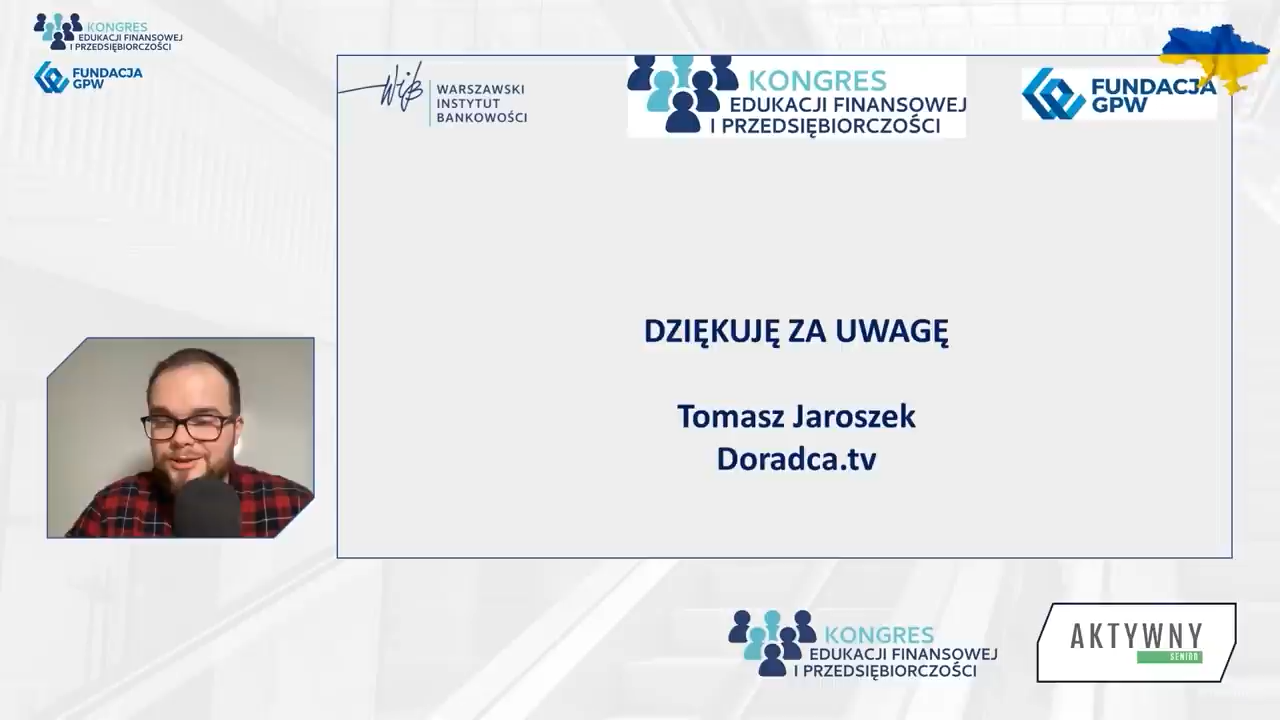 KONGRES
EDUKACJI FINANSOWEJ
I PRZEDSIĘBIORCZOŚCI
FUNDACJA
GPW
WiB
WARSZAWSKI
INSTYTUT
BANKOWOŚCI
KONGRES
EDUKACJI FINANSOWEJ
I PRZEDSIĘBIORCZOŚCI
FUNDACJA
GPW
DZIĘKUJĘ ZA UWAGĘ
Tomasz Jaroszek
Doradca.tv
KONGRES
EDUKACJI FINANSOWEJ
I PRZEDSIĘBIORCZOŚCI
AKTYWNY
SENIOR